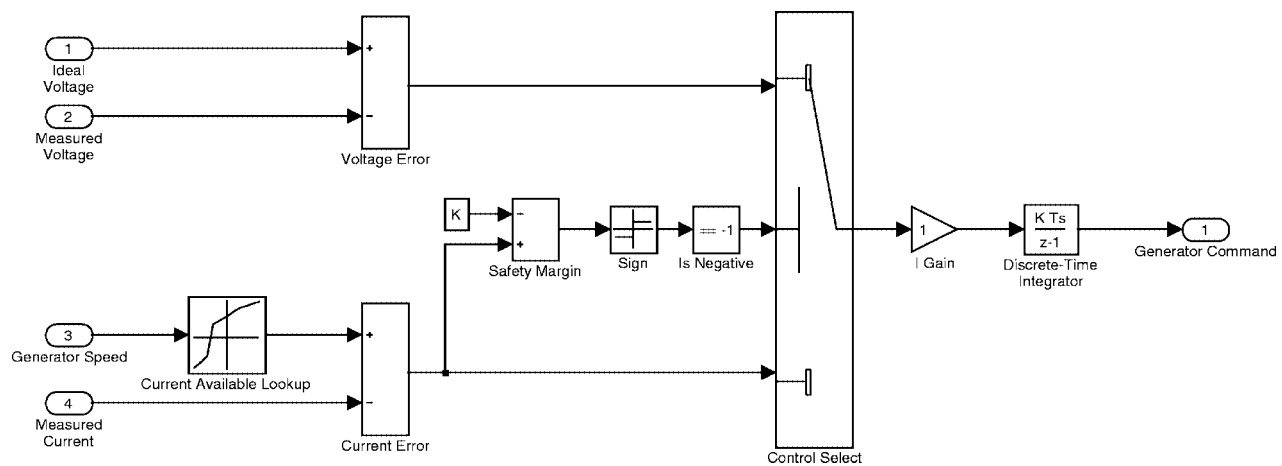 1
Ideal
Voltage
2
Measured
Voltage
+
−
Voltage Error
K
−
+
Safety Margin
Sign
== -1
Is Negative
3
Generator Speed
Current Available Lookup
4
Measured
Current
+
−
Current Error
Control Select
1
I Gain
K Ts
z-1
Discrete-Time
Integrator
1
Generator Command